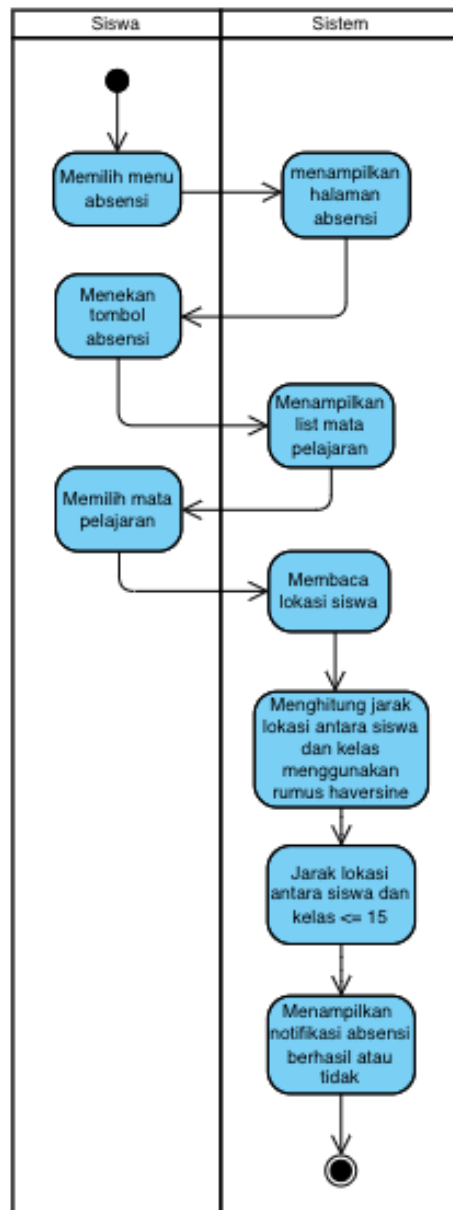 Siswa
Sistem
Memilih menu
absensi
menampilkan
halaman
absensi
Menekan
tombol
absensi
Menampilkan
list mata
pelajaran
Memilih mata
pelajaran
Membaca
lokasi siswa
Menghitung jarak
lokasi antara siswa
dan kelas
menggunakan
rumus haversine
Jarak lokasi
antara siswa dan
kelas <= 15
Menampilkan
notifikasi absensi
berhasil atau
tidak